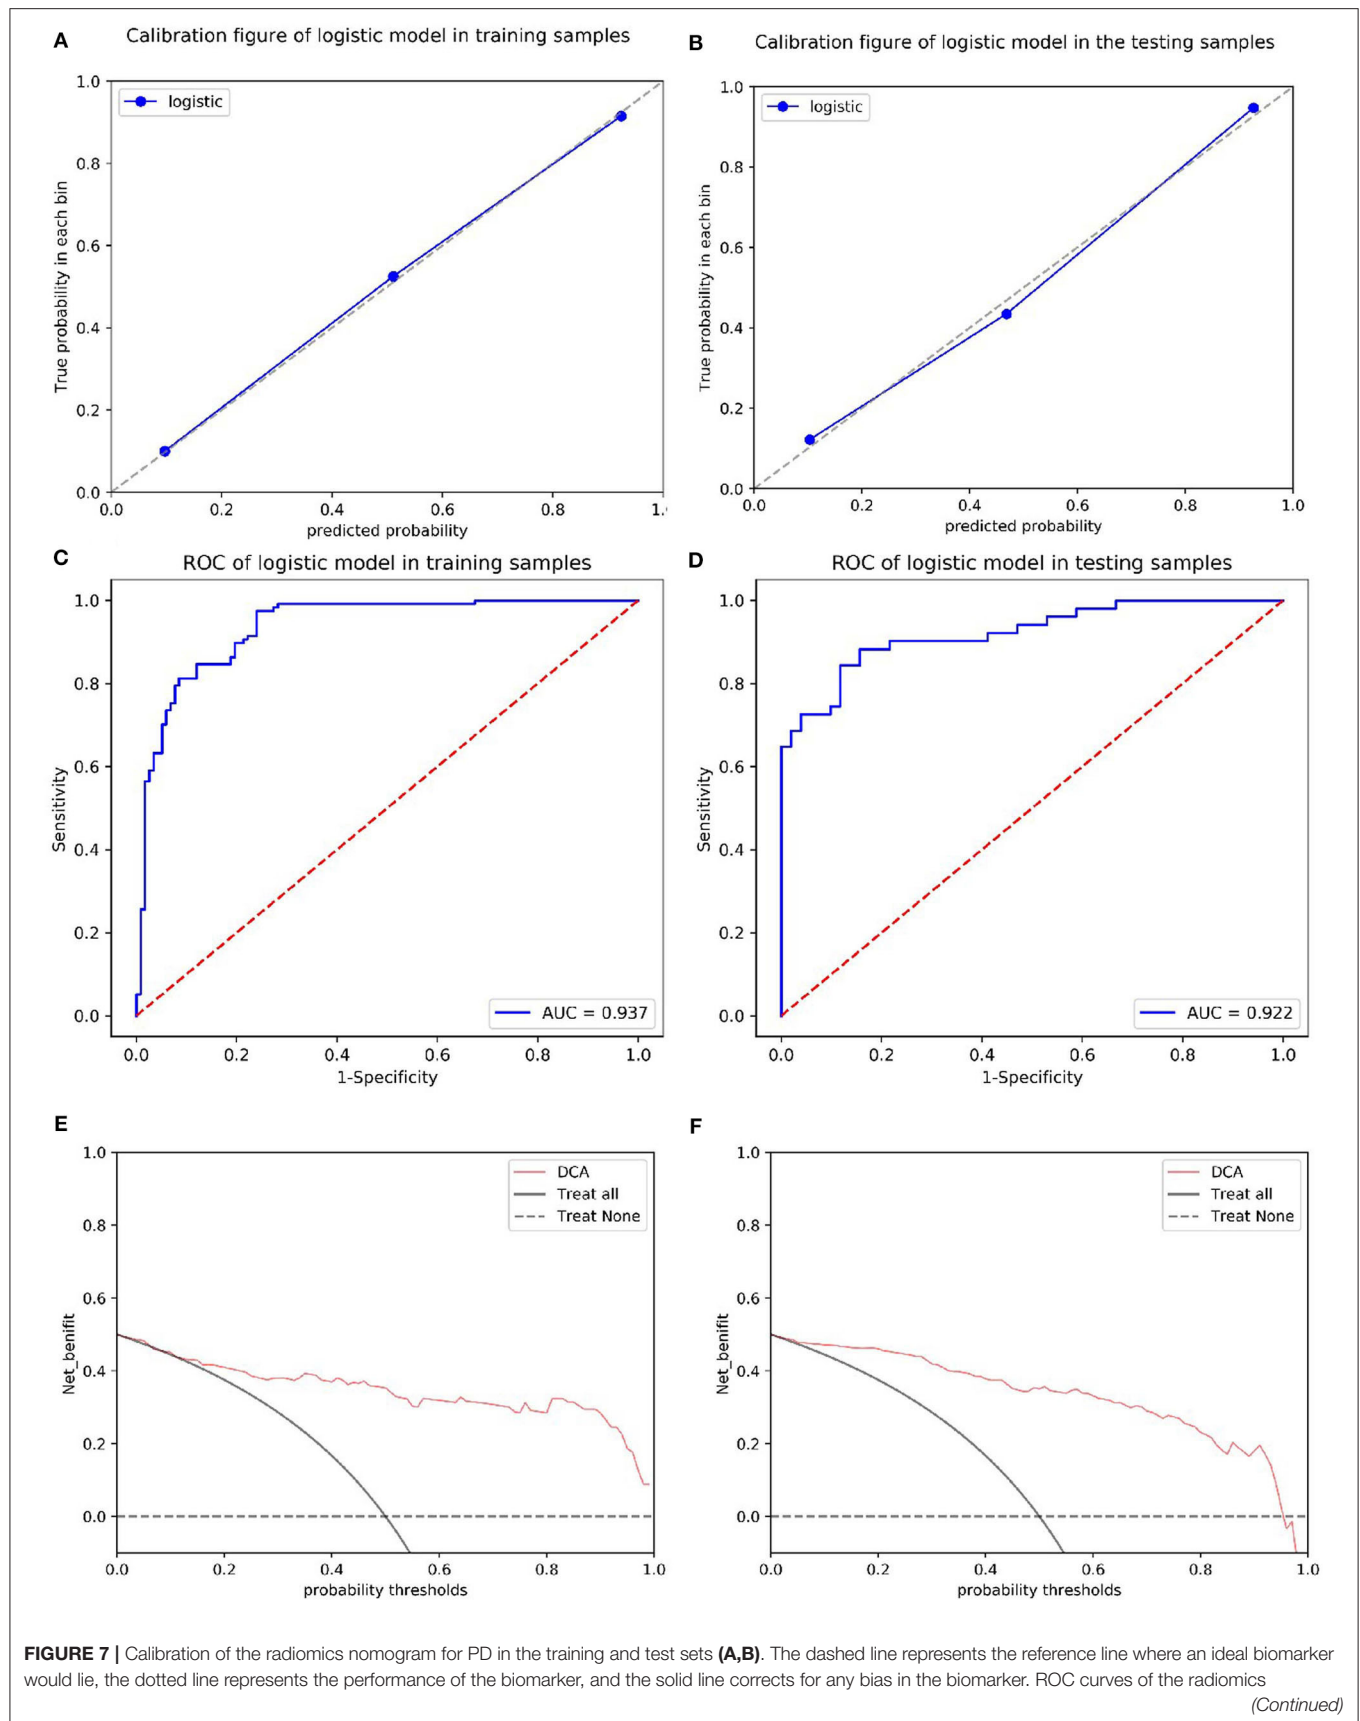 A
Calibration figure of logistic model in training samples
1.0
logistic
0.8
0.6
0.4
0.2
0.0
True probability in each bin
0.0 0.2 0.4 0.6 0.8 1.
predicted probability
B
Calibration figure of logistic model in the testing samples
1.0
logistic
0.8
0.6
0.4
0.2
0.0
True probability in each bin
0.0 0.2 0.4 0.6 0.8 1.0
predicted probability
C
ROC of logistic model in training samples
1.0
0.8
0.6
0.4
0.2
0.0
Sensitivity
AUC = 0.937
0.0 0.2 0.4 0.6 0.8 1.0
1-Specificity
D
ROC of logistic model in testing samples
1.0
0.8
0.6
0.4
0.2
0.0
Sensitivity
AUC = 0.922
0.0 0.2 0.4 0.6 0.8 1.0
1-Specificity
E
1.0
DCA
Treat all
Treat None
0.8
0.6
0.4
0.2
0.0
Net_benifit
0.0 0.2 0.4 0.6 0.8 1.0
probability thresholds
F
1.0
DCA
Treat all
Treat None
0.8
0.6
0.4
0.2
0.0
Net_benifit
0.0 0.2 0.4 0.6 0.8 1.0
probability thresholds
FIGURE 7 | Calibration of the radiomics nomogram for PD in the training and test sets (A,B). The dashed line represents the reference line where an ideal biomarker
would lie, the dotted line represents the performance of the biomarker, and the solid line corrects for any bias in the biomarker. ROC curves of the radiomics
(Continued)